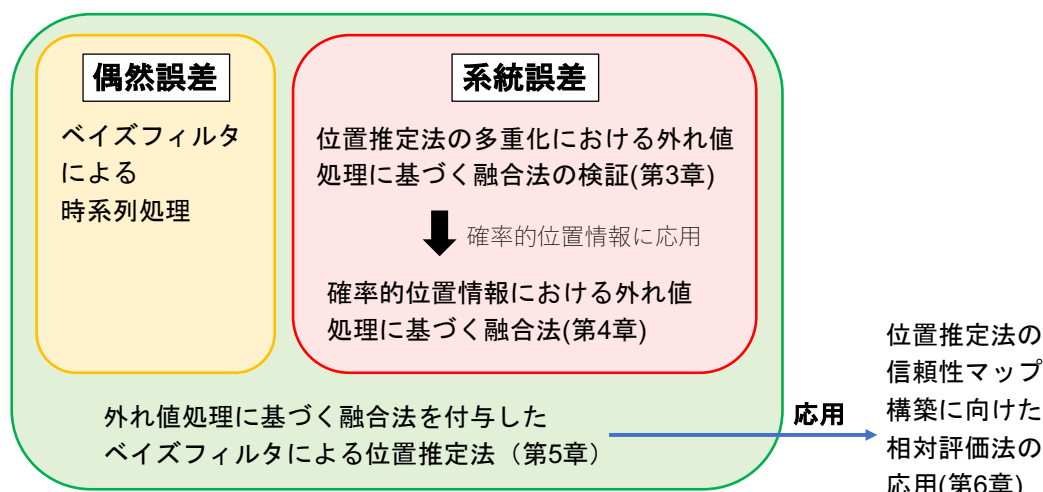 偶然誤差
ベイズフィルタ
による
時系列処理
系統誤差
位置推定法の多重化における外れ値
処理に基づく融合法の検証(第3章)
確率的位置情報に応用
確率的位置情報における外れ値
処理に基づく融合法(第4章)
外れ値処理に基づく融合法を付与した
ベイズフィルタによる位置推定法（第5章）
応用
位置推定法の
信頼性マップ
構築に向けた
相対評価法の
応用(第6章)